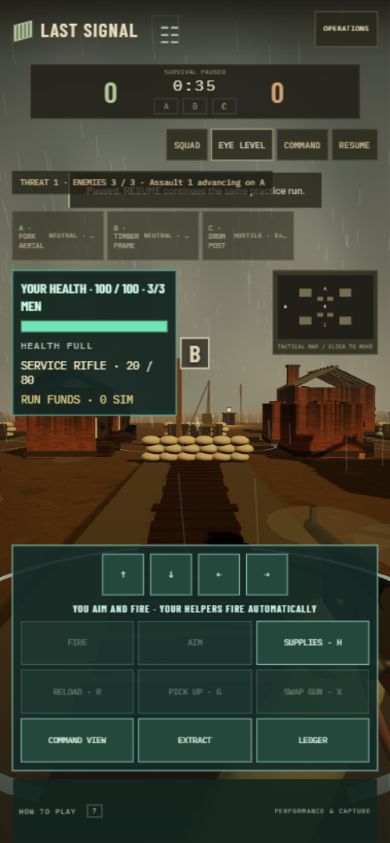 LAST SIGNAL
OPERATIONS
SURVIVAL PAUSED
0 0:35 0
A B C
SQUAD EYE LEVEL COMMAND RESUME
THREAT 1 · ENEMIES 3 / 3 · Assault 1 advancing on A
Paused. RESUME continues the same practice run.
A · FORK AERIAL NEUTRAL · …
B · TIMBER FRAME NEUTRAL · …
C · DRUM POST HOSTILE · En…
YOUR HEALTH · 100 / 100 · 3/3
MEN
HEALTH FULL
SERVICE RIFLE · 20 /
80
RUN FUNDS · 0 SIM
TACTICAL MAP / CLICK TO MOVE
B
↑ ↓ ← →
YOU AIM AND FIRE · YOUR HELPERS FIRE AUTOMATICALLY
FIRE AIM SUPPLIES · H
RELOAD · R PICK UP · G SWAP GUN · X
COMMAND VIEW EXTRACT LEDGER
HOW TO PLAY ? PERFORMANCE & CAPTURE